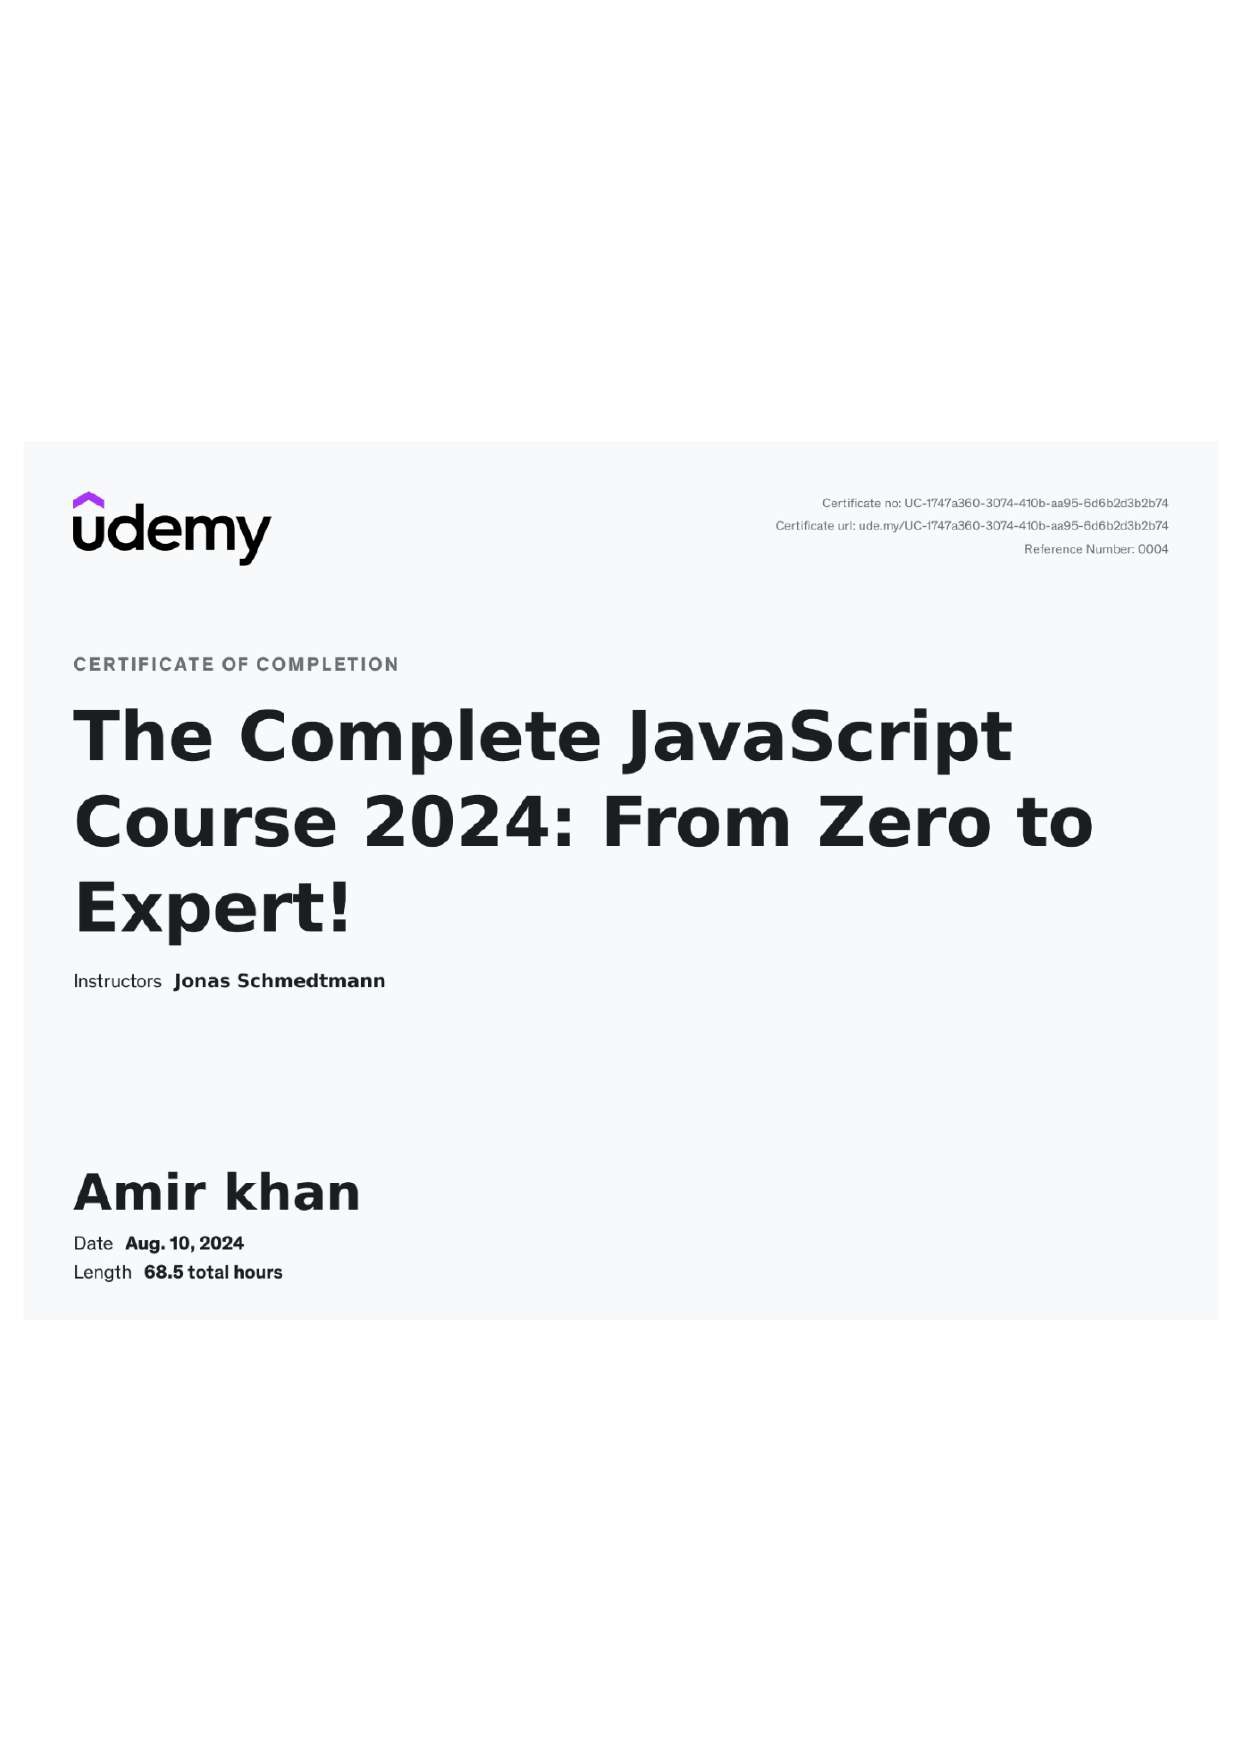 udemy
Certificate no: UC-1747a360-3074-410b-aa95-6d6b2d3b2b74
Certificate url: ude.my/UC-1747a360-3074-410b-aa95-6d6b2d3b2b74
Reference Number: 0004
CERTIFICATE OF COMPLETION
The Complete JavaScript
Course 2024: From Zero to
Expert!
Instructors Jonas Schmedtmann
Amir khan
Date Aug. 10, 2024
Length 68.5 total hours